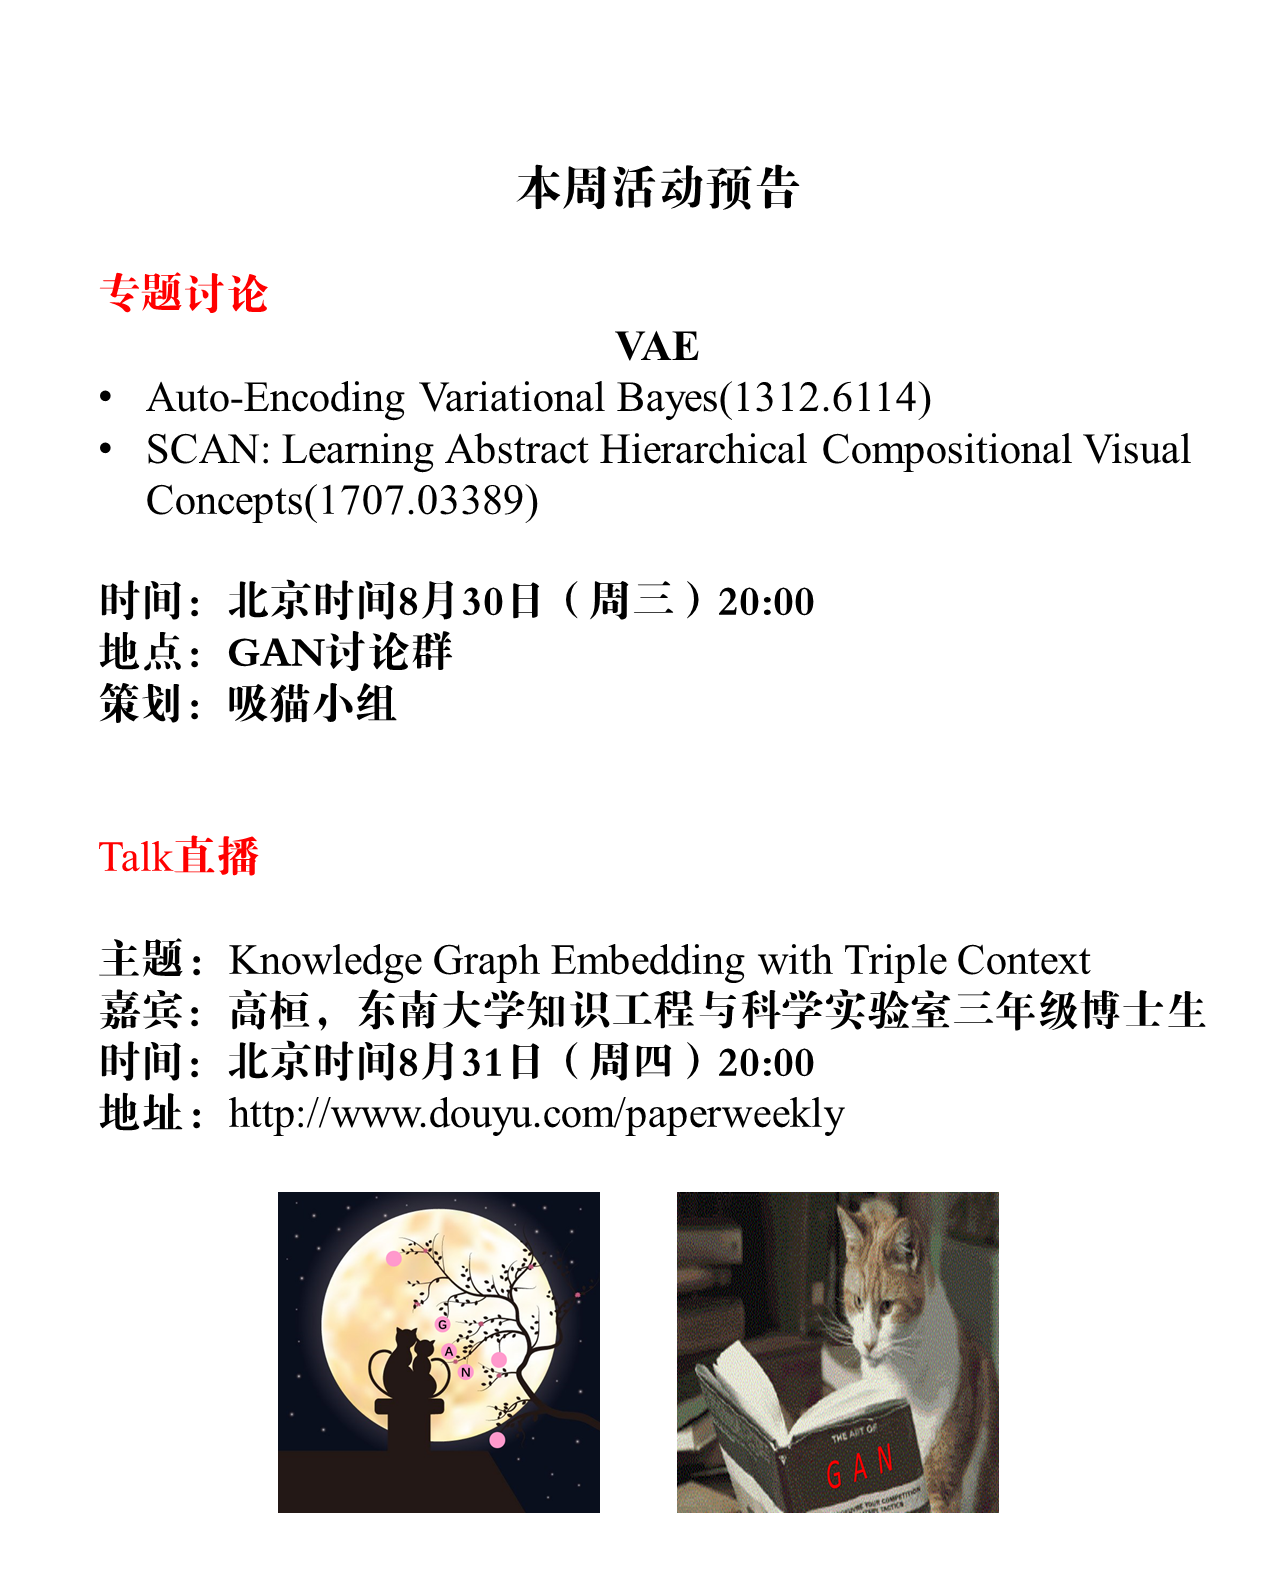 本周活动预告
专题讨论
VAE
• Auto-Encoding Variational Bayes(1312.6114)
• SCAN: Learning Abstract Hierarchical Compositional Visual
Concepts(1707.03389)
时间：北京时间8月30日（周三）20:00
地点：GAN讨论群
策划：吸猫小组
Talk直播
主题：Knowledge Graph Embedding with Triple Context
嘉宾：高桓，东南大学知识工程与科学实验室三年级博士生
时间：北京时间8月31日（周四）20:00
地址：http://www.douyu.com/paperweekly
G
A
N
THE ART OF
GAN
YOUR COMPETITION
TACTICS